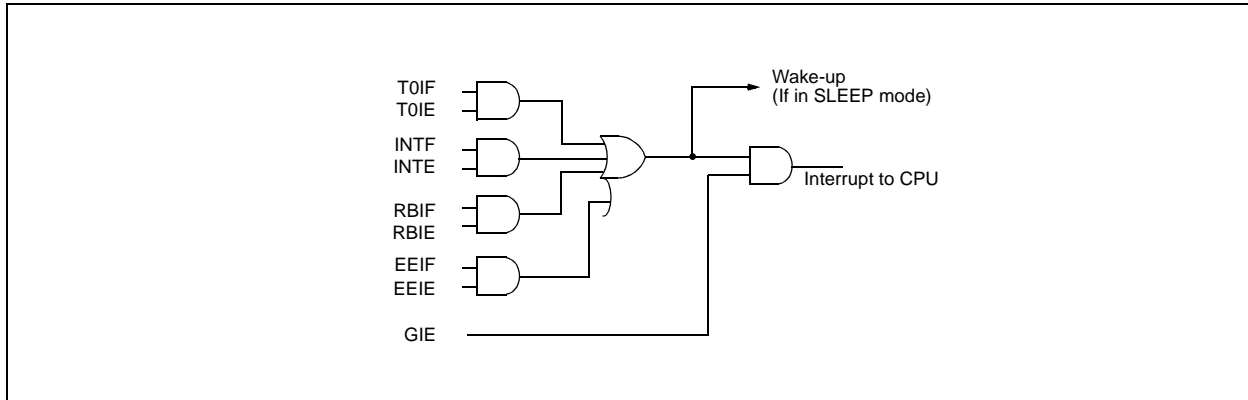 T0IF
T0IE
INTF
INTE
RBIF
RBIE
EEIF
EEIE
GIE
Wake-up
(If in SLEEP mode)
Interrupt to CPU